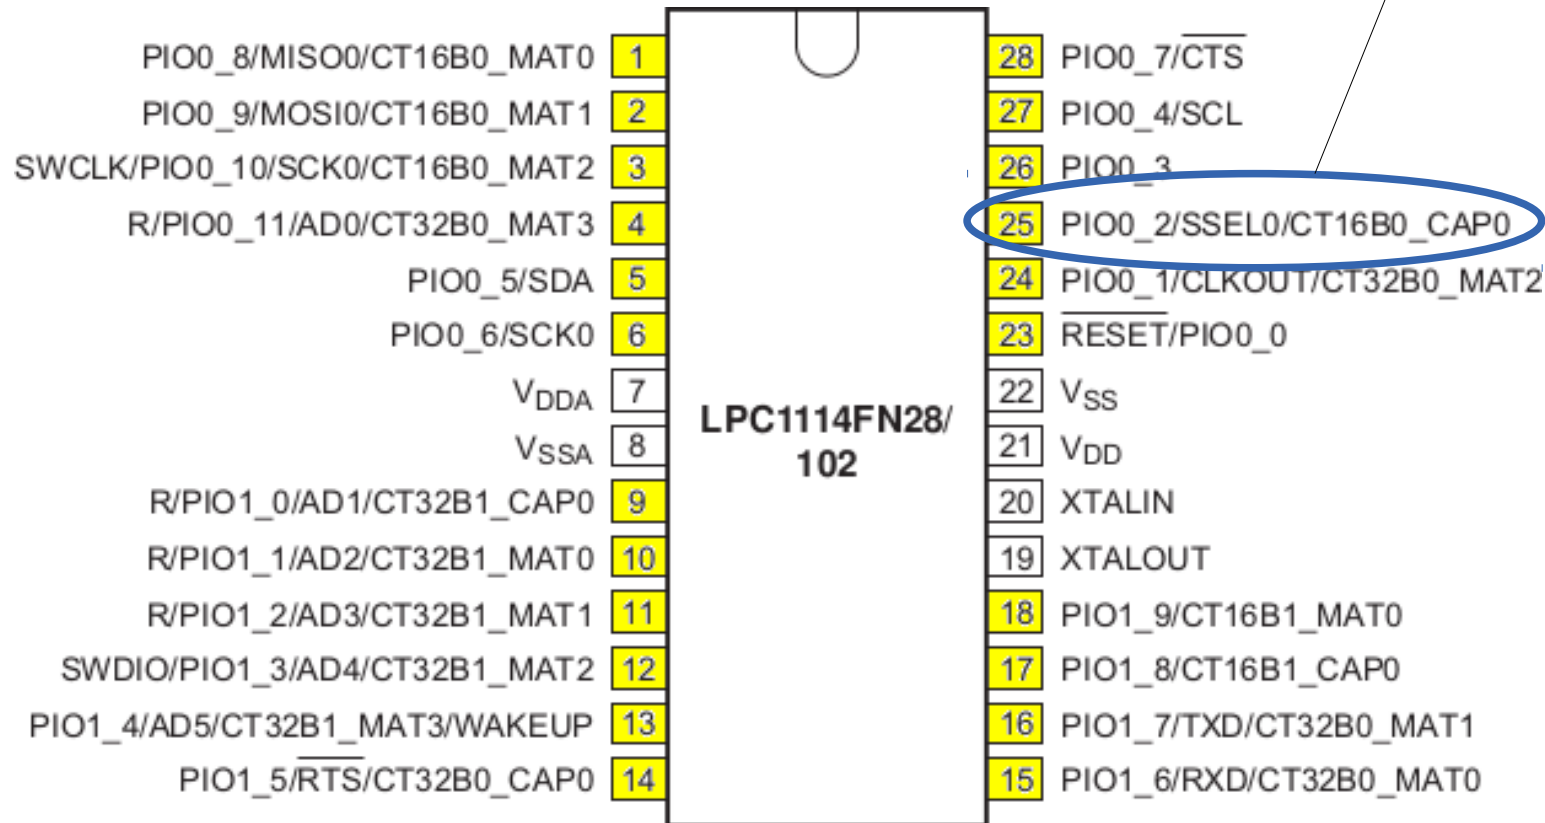 PIO0_8/MISO0/CT16B0_MAT0 1 28 PIO0_7/CTS
PIO0_9/MOSI0/CT16B0_MAT1 2 27 PIO0_4/SCL
SWCLK/PIO0_10/SCK0/CT16B0_MAT2 3 26 PIO0_3
R/PIO0_11/AD0/CT32B0_MAT3 4 25 PIO0_2/SSEL0/CT16B0_CAP0
PIO0_5/SDA 5 24 PIO0_1/CLKOUT/CT32B0_MAT2
PIO0_6/SCK0 6 23 RESET/PIO0_0
VDDA 7 22 VSS
LPC1114FN28/
102
VSSA 8 21 VDD
R/PIO1_0/AD1/CT32B1_CAP0 9 20 XTALIN
R/PIO1_1/AD2/CT32B1_MAT0 10 19 XTALOUT
R/PIO1_2/AD3/CT32B1_MAT1 11 18 PIO1_9/CT16B1_MAT0
SWDIO/PIO1_3/AD4/CT32B1_MAT2 12 17 PIO1_8/CT16B1_CAP0
PIO1_4/AD5/CT32B1_MAT3/WAKEUP 13 16 PIO1_7/TXD/CT32B0_MAT1
PIO1_5/RTS/CT32B0_CAP0 14 15 PIO1_6/RXD/CT32B0_MAT0